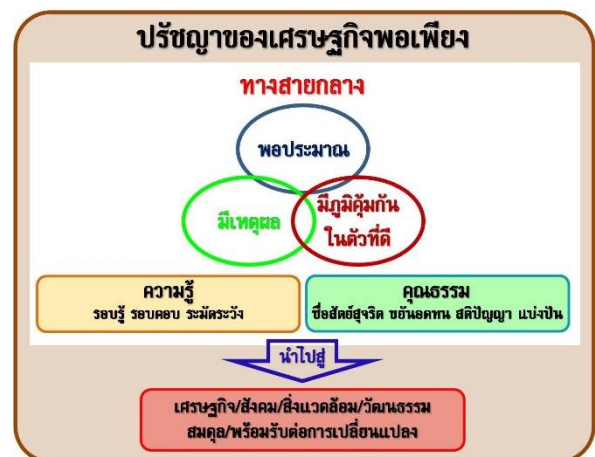 ปรัชญาของเศรษฐกิจพอเพียง
ทางสายกลาง
พอประมาณ
มีเหตุผล
มีภูมิคุ้มกัน
ในตัวที่ดี
ความรู้
รอบรู้ รอบคอบ ระมัดระวัง
คุณธรรม
ซื่อสัตย์สุจริต ขยันอดทน สติปัญญา แบ่งปัน
นำไปสู่
เศรษฐกิจ/สังคม/สิ่งแวดล้อม/วัฒนธรรม
สมดุล/พร้อมรับต่อการเปลี่ยนแปลง